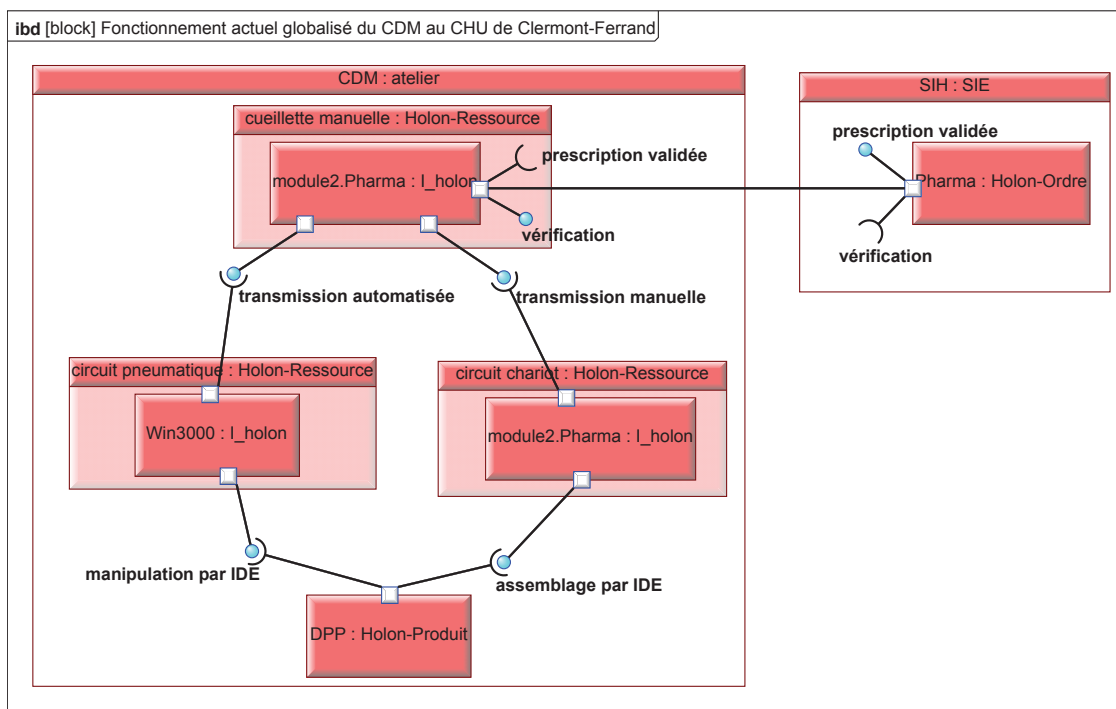 ibd [block] Fonctionnement actuel globalisé du CDM au CHU de Clermont-Ferrand
CDM : atelier
SIH : SIE
cueillette manuelle : Holon-Ressource
prescription validée
prescription validée
module2.Pharma : I_holon
Pharma : Holon-Ordre
vérification
vérification
transmission automatisée
transmission manuelle
circuit pneumatique : Holon-Ressource
circuit chariot : Holon-Ressource
Win3000 : I_holon
module2.Pharma : I_holon
manipulation par IDE
assemblage par IDE
DPP : Holon-Produit